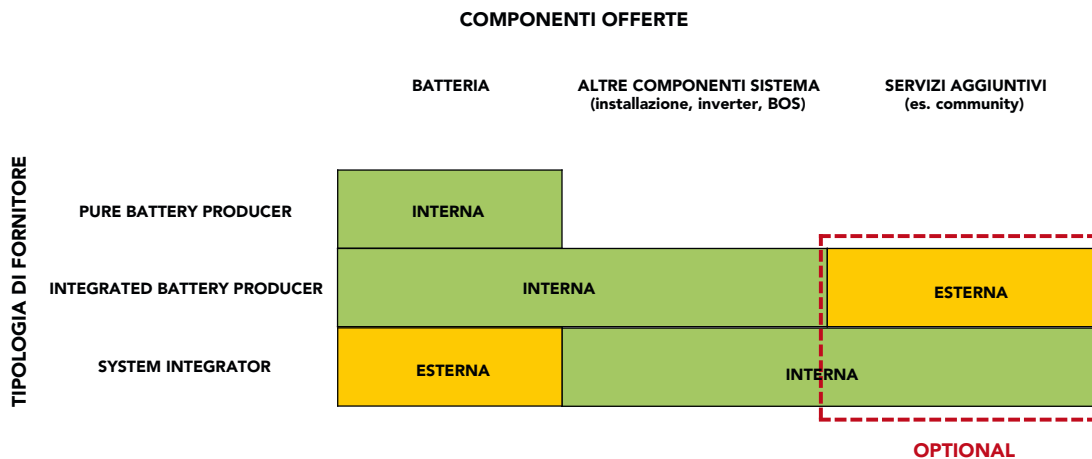 COMPONENTI OFFERTE
BATTERIA
ALTRE COMPONENTI SISTEMA
(installazione, inverter, BOS)
SERVIZI AGGIUNTIVI
(es. community)
TIPOLOGIA DI FORNITORE
PURE BATTERY PRODUCER
INTERNA
INTEGRATED BATTERY PRODUCER
INTERNA
ESTERNA
SYSTEM INTEGRATOR
ESTERNA
INTERNA
OPTIONAL